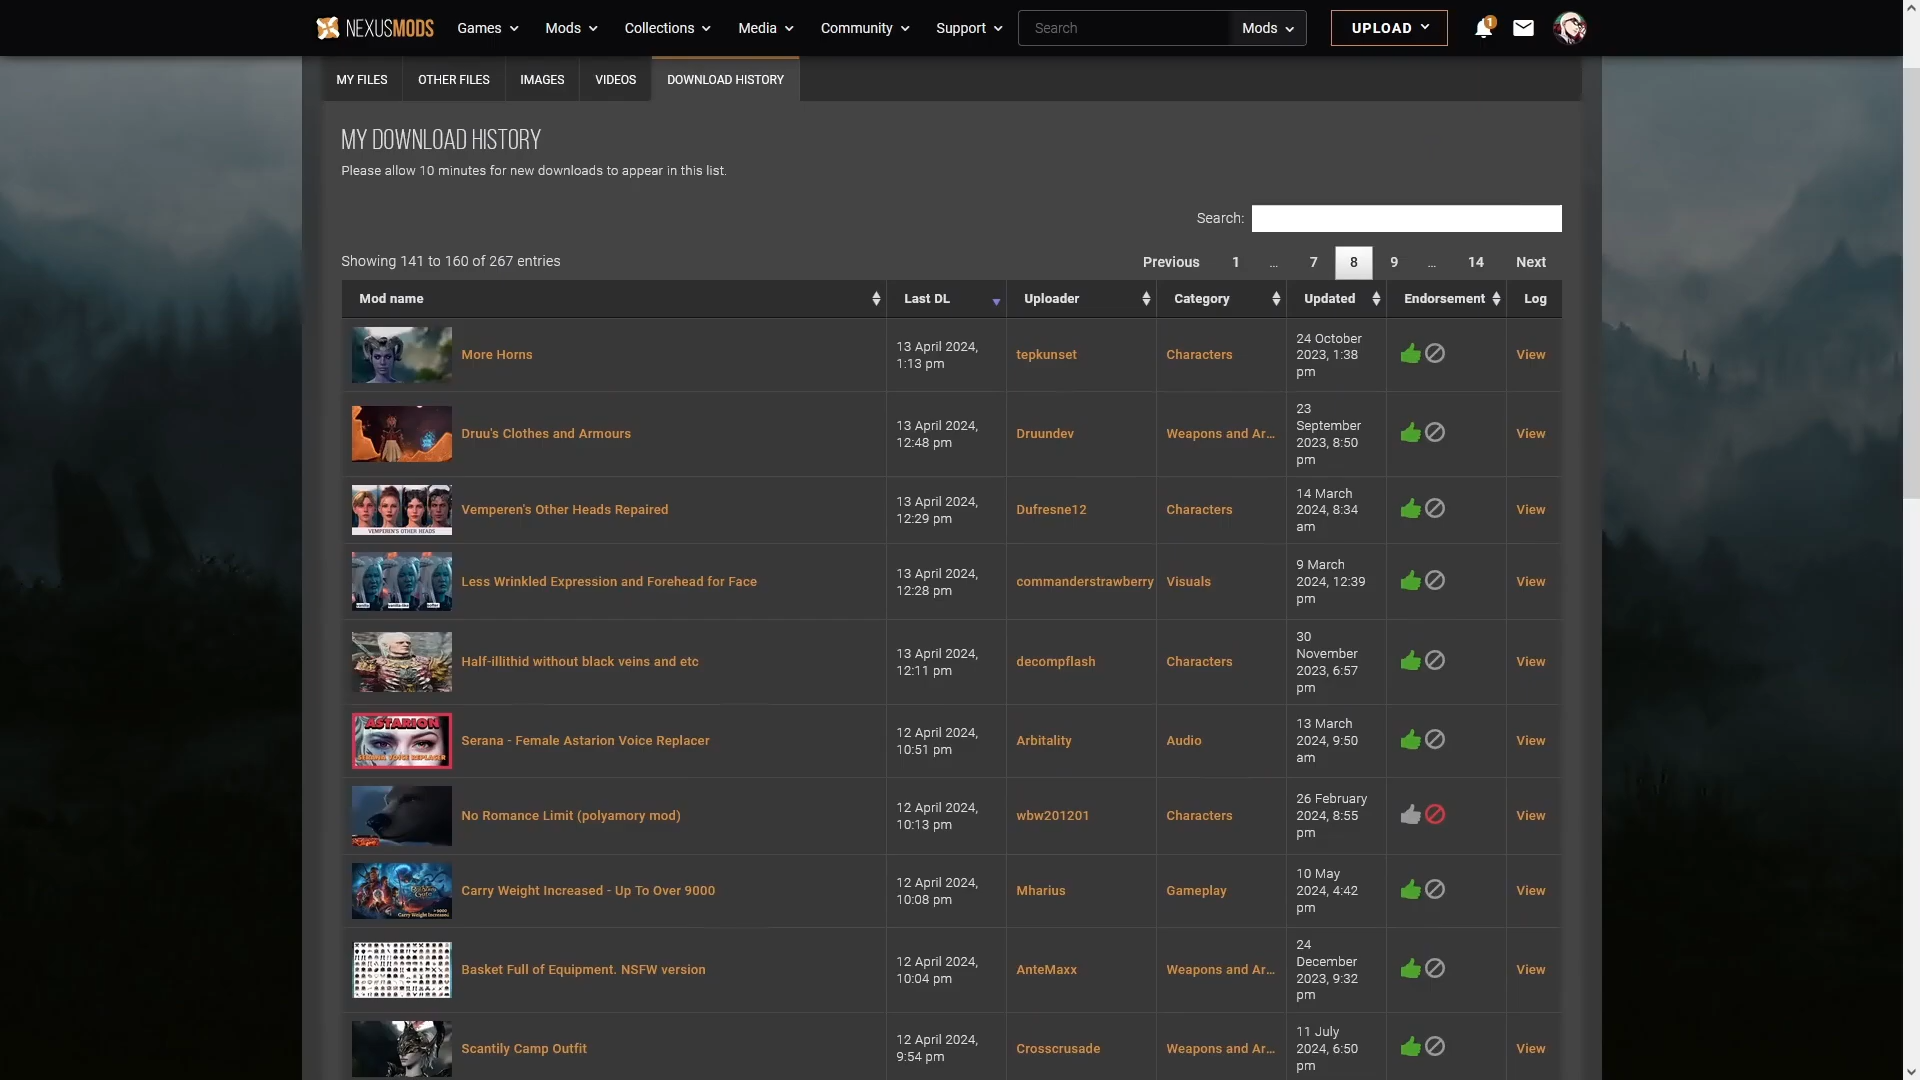 NEXUSMODS
Games Mods Collections Media Community Support Search Mods UPLOAD 1
MY FILES OTHER FILES IMAGES VIDEOS DOWNLOAD HISTORY
MY DOWNLOAD HISTORY
Please allow 10 minutes for new downloads to appear in this list.
Search:
Showing 141 to 160 of 267 entries
Previous 1 ... 7 8 9 ... 14 Next
Mod name Last DL Uploader Category Updated Endorsement Log
More Horns
13 April 2024,
1:13 pm
tepkunset
Characters
24 October
2023, 1:38
pm
View
Druu's Clothes and Armours
13 April 2024,
12:48 pm
Druundev
Weapons and Ar...
23
September
2023, 8:50
pm
View
VEMPEREN'S OTHER HEADS
Vemperen's Other Heads Repaired
13 April 2024,
12:29 pm
Dufresne12
Characters
14 March
2024, 8:34
am
View
Less Wrinkled Expression and Forehead for Face
13 April 2024,
12:28 pm
commanderstrawberry
Visuals
9 March
2024, 12:39
pm
View
Half-illithid without black veins and etc
13 April 2024,
12:11 pm
decompflash
Characters
30
November
2023, 6:57
pm
View
ASTARION
SERANA VOICE REPLACER
Serana - Female Astarion Voice Replacer
12 April 2024,
10:51 pm
Arbitality
Audio
13 March
2024, 9:50
am
View
No Romance Limit (polyamory mod)
12 April 2024,
10:13 pm
wbw201201
Characters
26 February
2024, 8:55
pm
View
Carry Weight Increased
Carry Weight Increased - Up To Over 9000
12 April 2024,
10:08 pm
Mharius
Gameplay
10 May
2024, 4:42
pm
View
Basket Full of Equipment. NSFW version
12 April 2024,
10:04 pm
AnteMaxx
Weapons and Ar...
24
December
2023, 9:32
pm
View
Scantily Camp Outfit
12 April 2024,
9:54 pm
Crosscrusade
Weapons and Ar...
11 July
2024, 6:50
pm
View